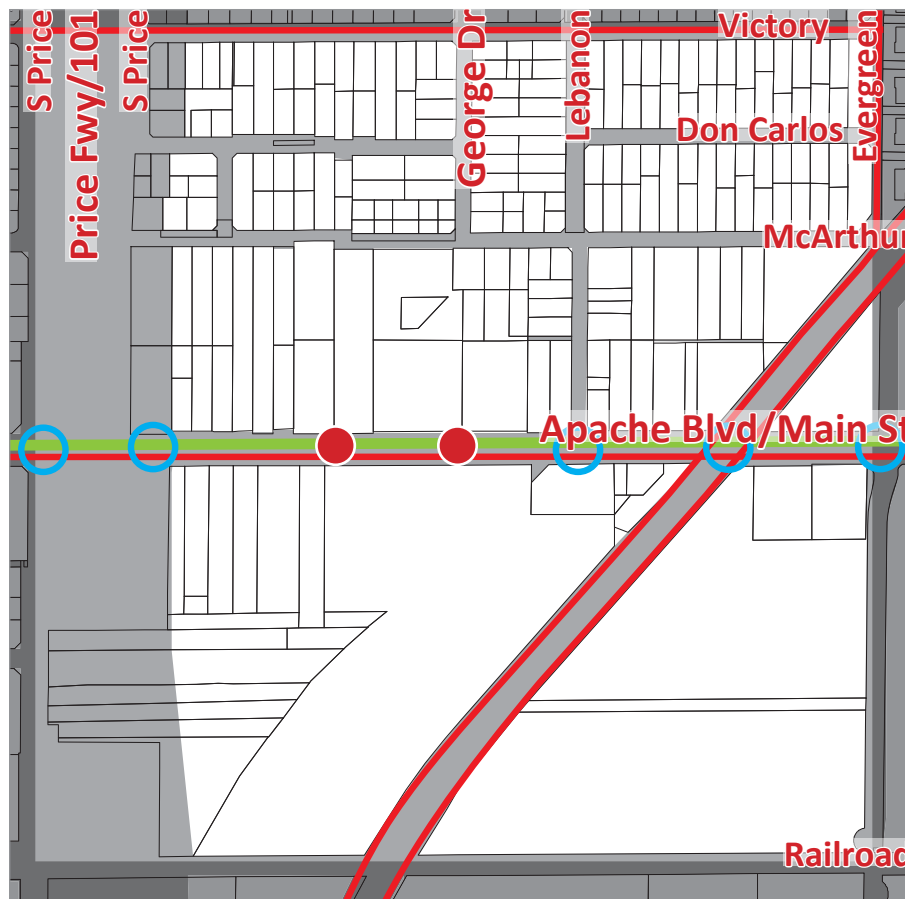 S Price
Price Fwy/101
S Price
George Dr
Lebanon
Victory
Evergreen
Don Carlos
McArthur
Apache Blvd/Main St
Railroad